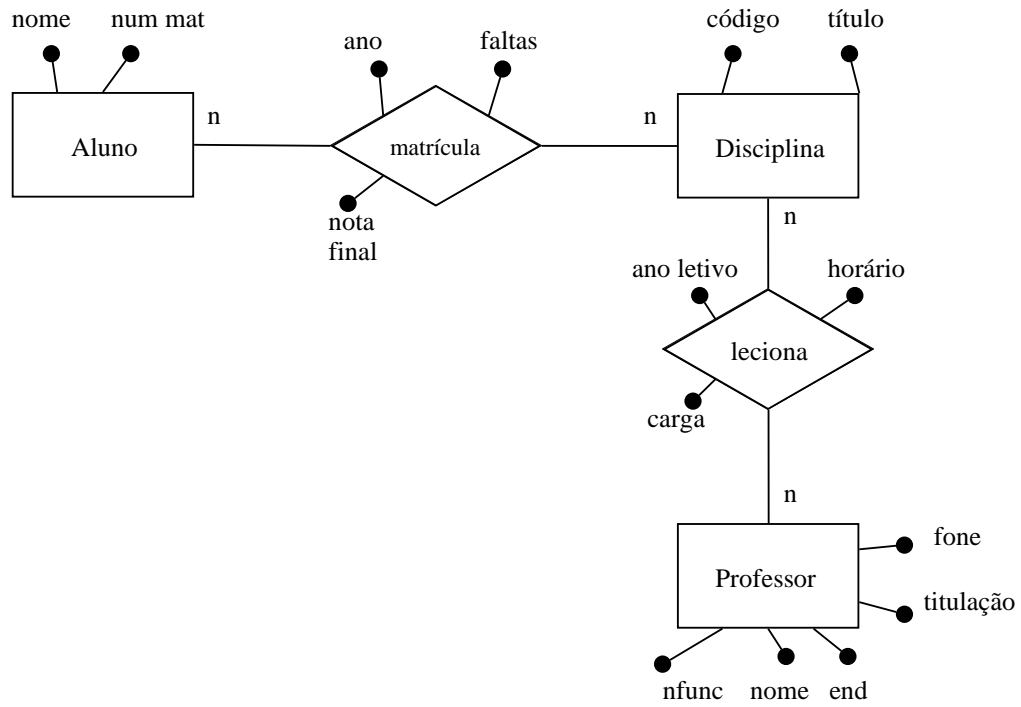 nome
num mat
ano
faltas
código
título
Aluno
n
matrícula
n
Disciplina
nota
final
n
ano letivo
horário
leciona
carga
n
Professor
fone
titulação
nfunc
nome
end